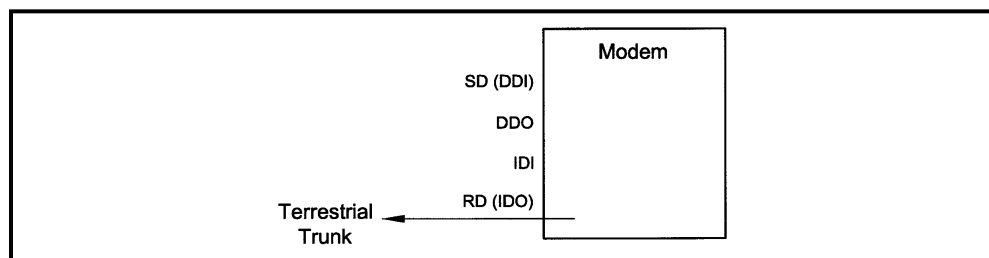 Modem
SD (DDI)
DDO
IDI
RD (IDO)
Terrestrial
Trunk